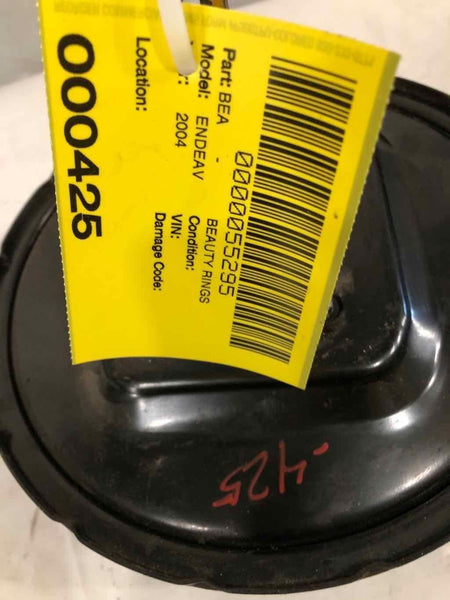 0000055295
Part: BEA - BEAUTY RINGS
Model: ENDEAV Condition:
2004 VIN:
Damage Code:
Location:
000425
-425